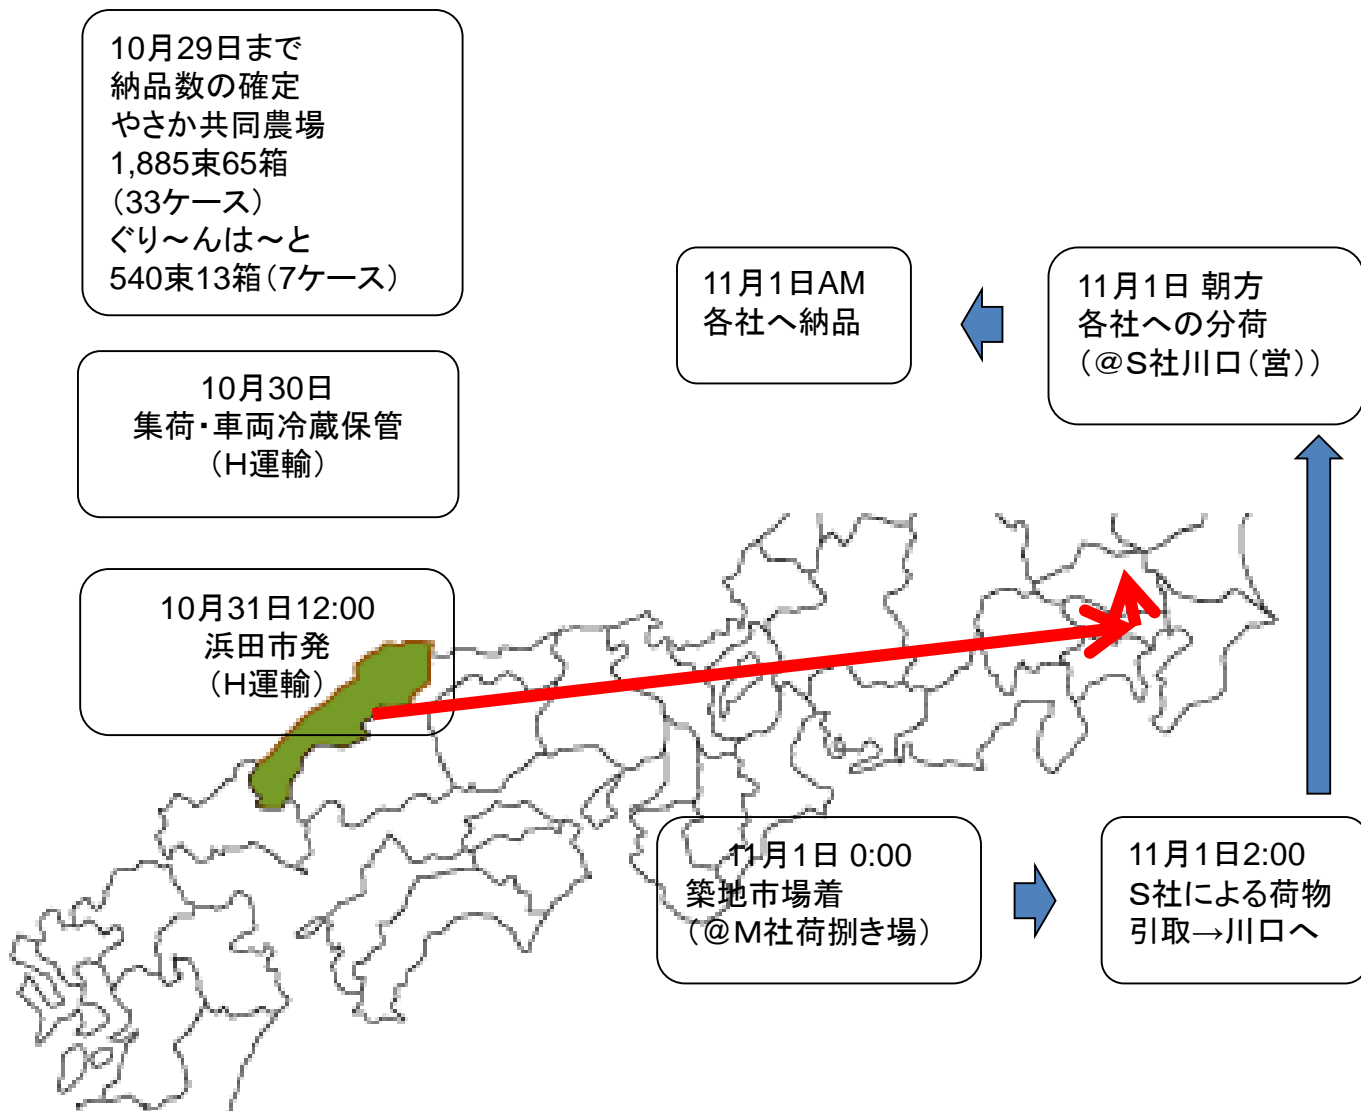 10月29日まで
納品数の確定
やさか共同農場
1,885束65箱
(33ケース)
ぐり～んは～と
540束13箱(7ケース)
10月30日
集荷・車両冷蔵保管
(H運輸)
10月31日12:00
浜田市発
(H運輸)
11月1日 0:00
築地市場着
(@M社荷捌き場)
11月1日2:00
S社による荷物
引取→川口へ
11月1日 朝方
各社への分荷
(@S社川口(営))
11月1日AM
各社へ納品